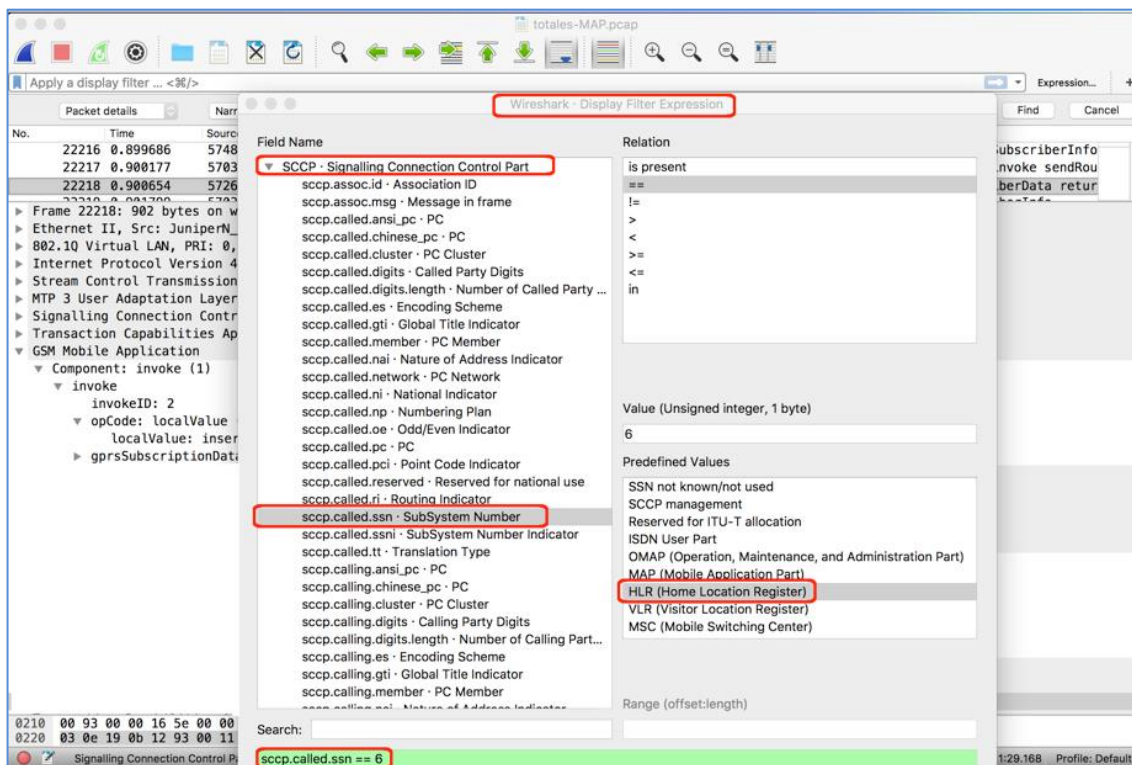 totales-MAP.pcap
Apply a display filter ... <⌘/>
Expression...
+
Packet details
Narr
Wireshark · Display Filter Expression
Find
Cancel
No.
Time
Sourc
22216 0.899686 5748
ubscriberInfo
22217 0.900177 5703
nvoke sendRou
22218 0.900654 5726
berData retur
Frame 22218: 902 bytes on w
Ethernet II, Src: JuniperN_
802.1Q Virtual LAN, PRI: 0,
Internet Protocol Version 4
Stream Control Transmission
MTP 3 User Adaptation Layer
Signalling Connection Contr
Transaction Capabilities Ap
GSM Mobile Application
Component: invoke (1)
invoke
invokeID: 2
opCode: localValue
localValue: inser
gprsSubscriptionData
Field Name
SCCP · Signalling Connection Control Part
sccp.assoc.id · Association ID
sccp.assoc.msg · Message in frame
sccp.called.ansi_pc · PC
sccp.called.chinese_pc · PC
sccp.called.cluster · PC Cluster
sccp.called.digits · Called Party Digits
sccp.called.digits.length · Number of Called Party ...
sccp.called.es · Encoding Scheme
sccp.called.gti · Global Title Indicator
sccp.called.member · PC Member
sccp.called.nai · Nature of Address Indicator
sccp.called.network · PC Network
sccp.called.ni · National Indicator
sccp.called.np · Numbering Plan
sccp.called.oe · Odd/Even Indicator
sccp.called.pc · PC
sccp.called.pci · Point Code Indicator
sccp.called.reserved · Reserved for national use
sccp.called.ri · Routing Indicator
sccp.called.ssn · SubSystem Number
sccp.called.ssni · SubSystem Number Indicator
sccp.called.tt · Translation Type
sccp.calling.ansi_pc · PC
sccp.calling.chinese_pc · PC
sccp.calling.cluster · PC Cluster
sccp.calling.digits · Calling Party Digits
sccp.calling.digits.length · Number of Calling Part...
sccp.calling.es · Encoding Scheme
sccp.calling.gti · Global Title Indicator
sccp.calling.member · PC Member
Relation
is present
==
!=
>
<
>=
<=
in
Value (Unsigned integer, 1 byte)
6
Predefined Values
SSN not known/not used
SCCP management
Reserved for ITU-T allocation
ISDN User Part
OMAP (Operation, Maintenance, and Administration Part)
MAP (Mobile Application Part)
HLR (Home Location Register)
VLR (Visitor Location Register)
MSC (Mobile Switching Center)
Range (offset:length)
Search:
0210 00 93 00 00 16 5e 00 00
0220 03 0e 19 0b 12 93 00 11
Signalling Connection Control Pa
sccp.called.ssn == 6
1:29.168
Profile: Default